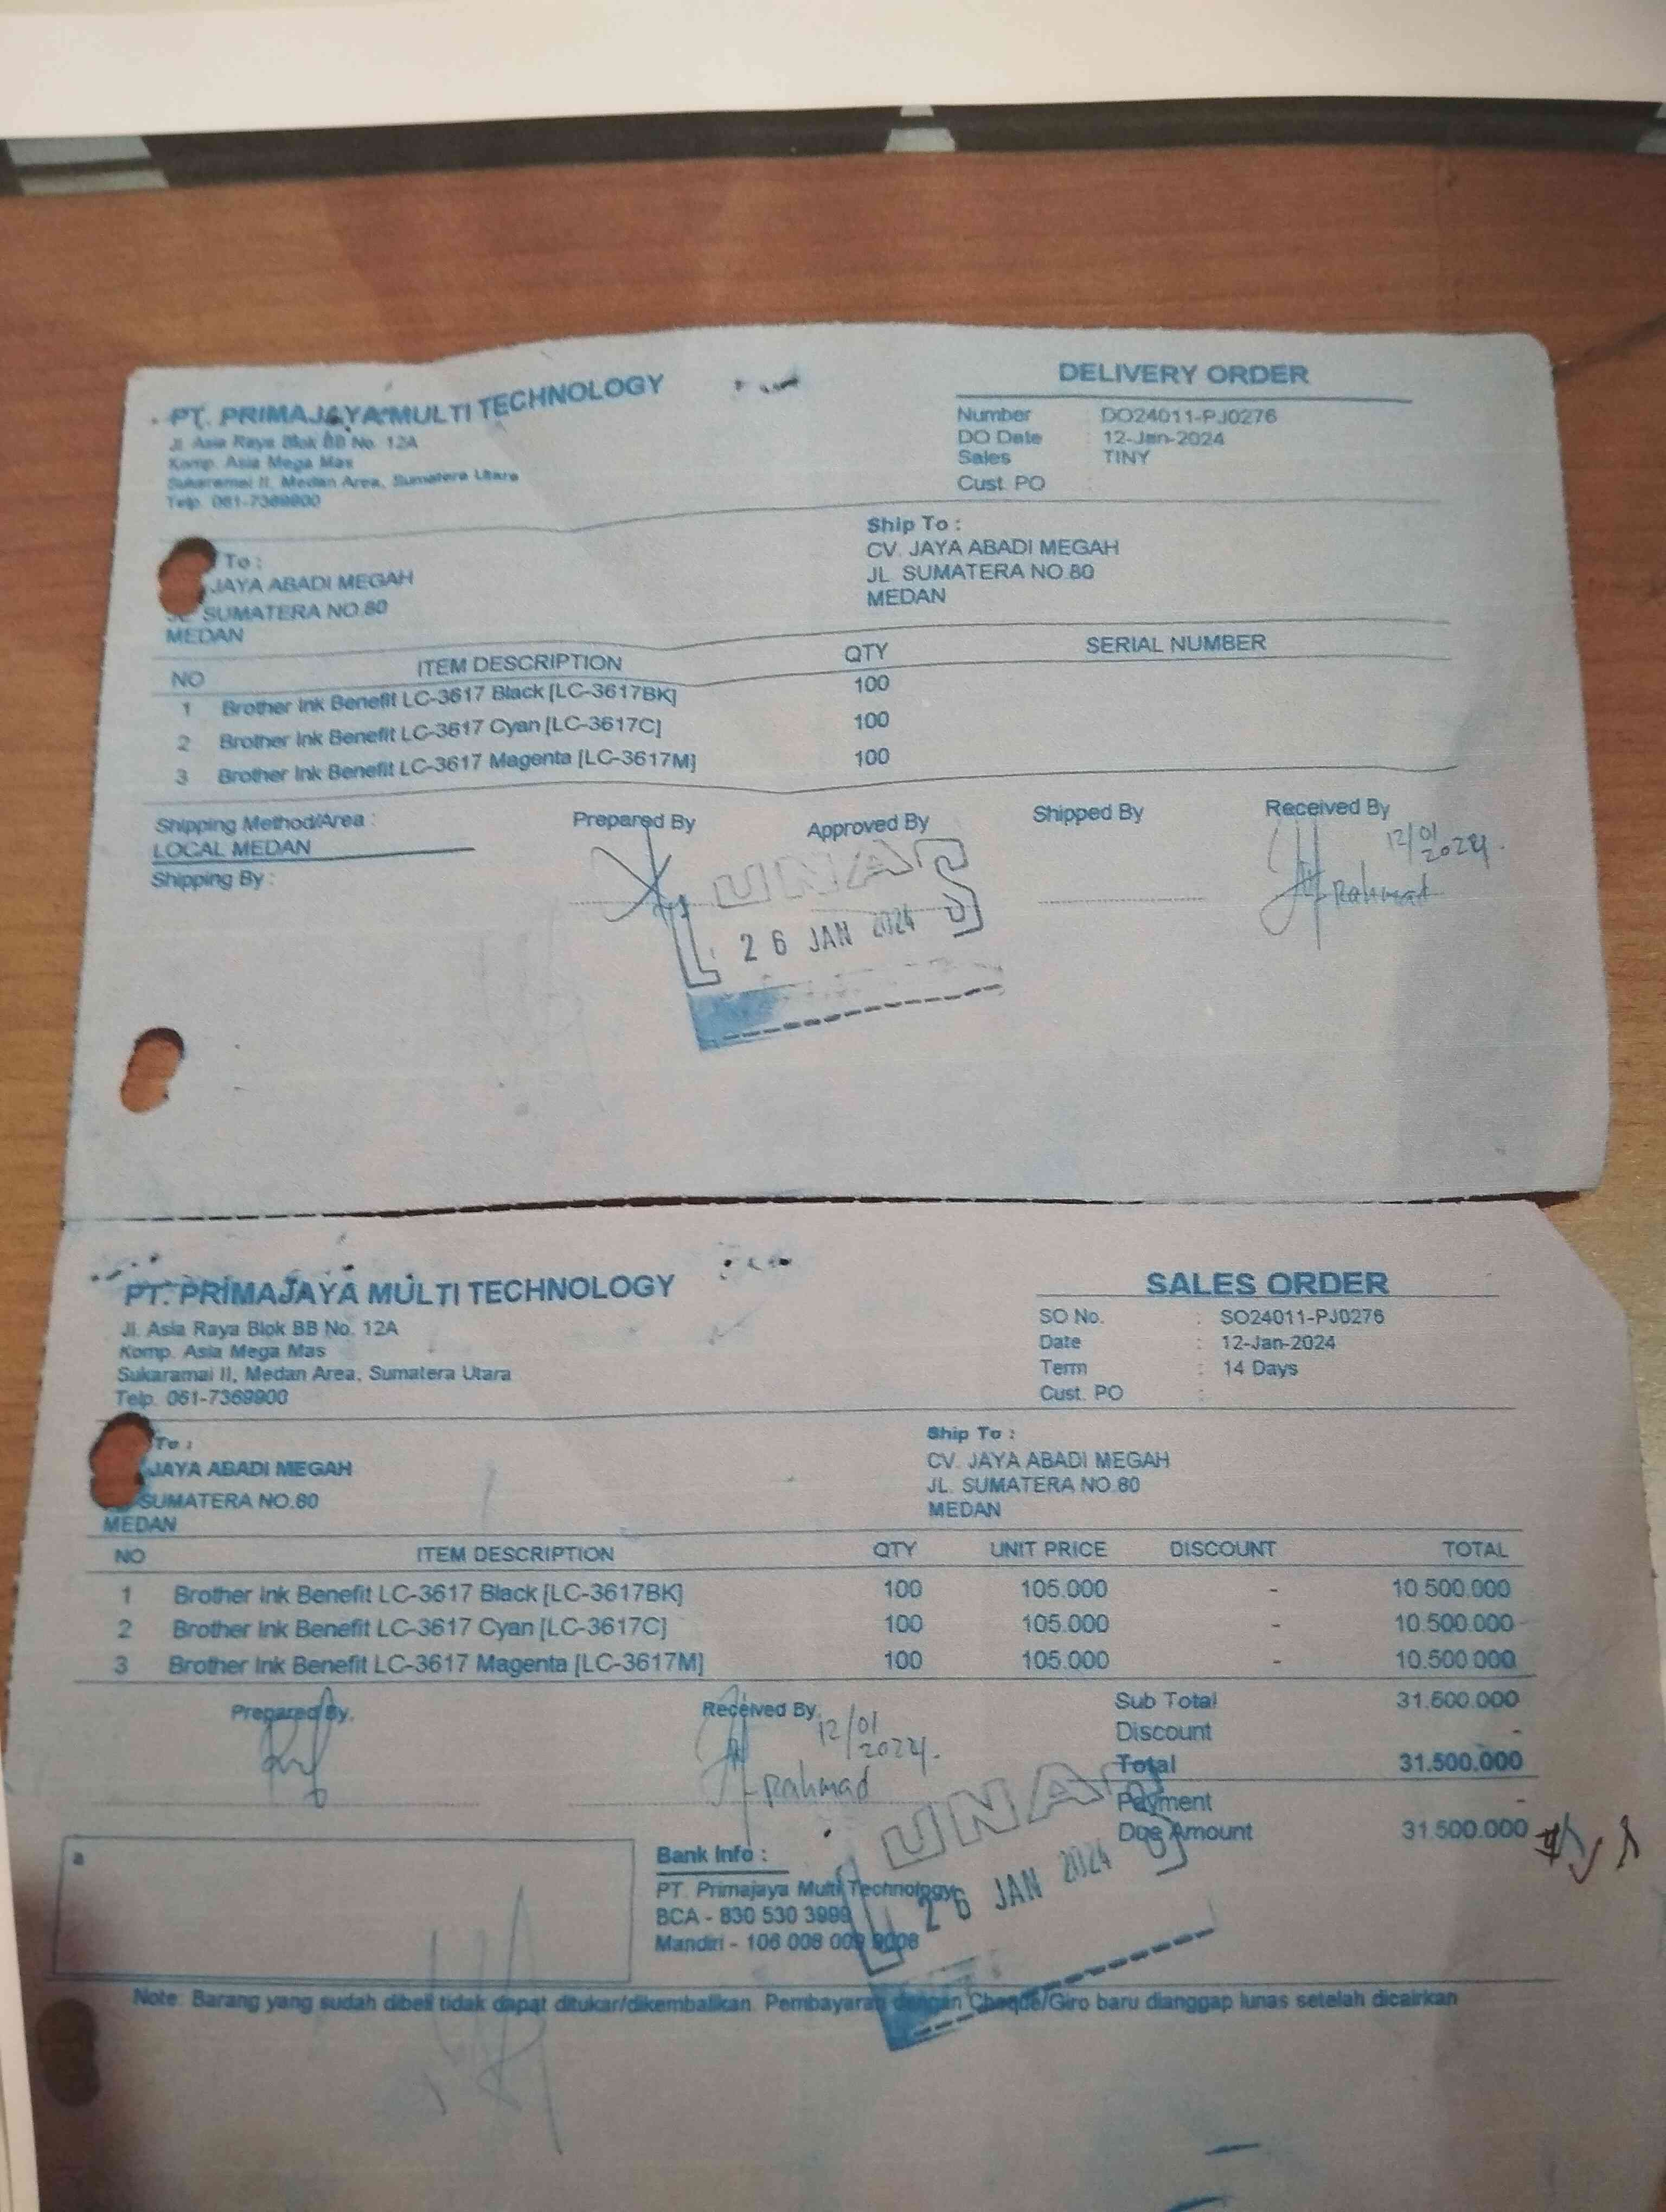 PT. PRIMAJAYA MULTI TECHNOLOGY
Jl. Asia Raya Blok BB No. 12A
Komp. Asia Mega Mas
Sukaramai II, Medan Area, Sumatera Utara
Telp. 061-7369900
DELIVERY ORDER
Number DO24011-PJ0276
DO Date : 12-Jan-2024
Sales TINY
Cust. PO
To :
JAYA ABADI MEGAH
SUMATERA NO.80
MEDAN
Ship To :
CV. JAYA ABADI MEGAH
JL. SUMATERA NO.80
MEDAN
NO ITEM DESCRIPTION QTY SERIAL NUMBER
1 Brother Ink Benefit LC-3617 Black [LC-3617BK] 100
2 Brother Ink Benefit LC-3617 Cyan [LC-3617C] 100
3 Brother Ink Benefit LC-3617 Magenta [LC-3617M] 100
Shipping Method/Area :
LOCAL MEDAN
Shipping By :
Prepared By Approved By Shipped By Received By
12/01
2024.
Rahmad
LUNAS
26 JAN 2024
PT. PRIMAJAYA MULTI TECHNOLOGY
Jl. Asia Raya Blok BB No. 12A
Komp. Asia Mega Mas
Sukaramai II, Medan Area, Sumatera Utara
Telp. 061-7369900
SALES ORDER
SO No. : SO24011-PJ0276
Date : 12-Jan-2024
Term : 14 Days
Cust. PO :
To :
JAYA ABADI MEGAH
SUMATERA NO.80
MEDAN
Ship To :
CV. JAYA ABADI MEGAH
JL. SUMATERA NO.80
MEDAN
NO ITEM DESCRIPTION QTY UNIT PRICE DISCOUNT TOTAL
1 Brother Ink Benefit LC-3617 Black [LC-3617BK] 100 105.000 - 10.500.000
2 Brother Ink Benefit LC-3617 Cyan [LC-3617C] 100 105.000 - 10.500.000
3 Brother Ink Benefit LC-3617 Magenta [LC-3617M] 100 105.000 - 10.500.000
Prepared By, Received By,
12/01
2024.
Rahmad
Sub Total 31.500.000
Discount -
Total 31.500.000
Payment -
Due Amount 31.500.000
LUNAS
26 JAN 2024
a
Bank Info :
PT. Primajaya Multi Technology
BCA - 830 530 3999
Mandiri - 106 008 009 9008
Note: Barang yang sudah dibeli tidak dapat ditukar/dikembalikan. Pembayaran dengan Cheque/Giro baru dianggap lunas setelah dicairkan